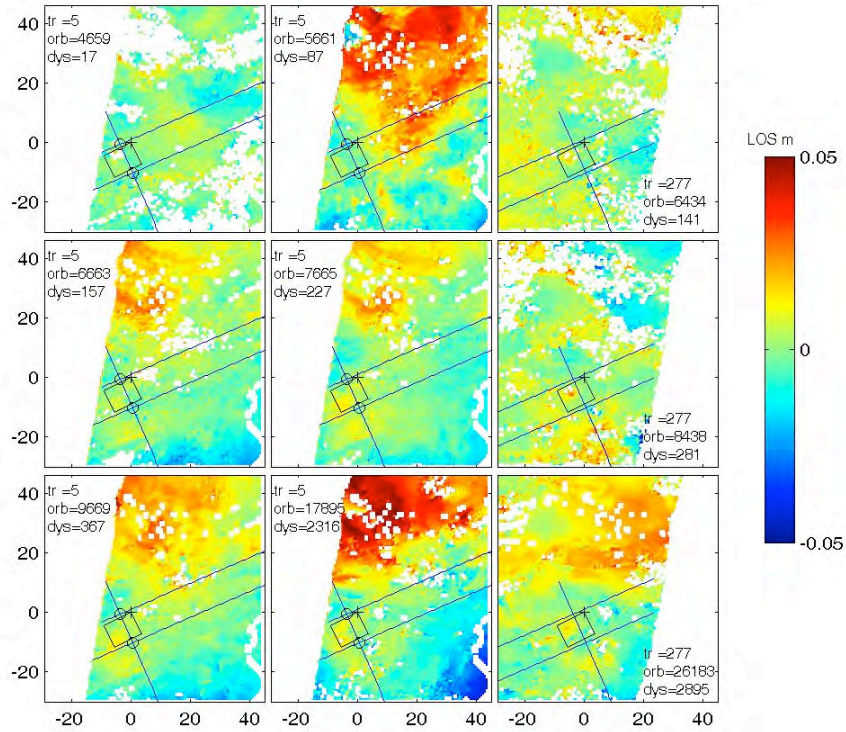 tr =5
orb=4659
dys=17
tr =5
orb=5661
dys=87
tr =277
orb=6434
dys=141
40
20
0
-20
LOS m
0.05
0
-0.05
tr =5
orb=6663
dys=157
tr =5
orb=7665
dys=227
tr =277
orb=8438
dys=281
40
20
0
-20
tr =5
orb=9669
dys=367
tr =5
orb=17895
dys=2316
tr =277
orb=26183
dys=2895
40
20
0
-20
-20 0 20 40
-20 0 20 40
-20 0 20 40